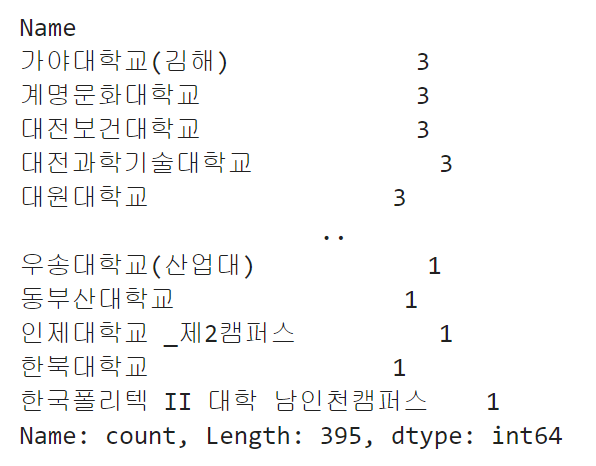 Name
가야대학교(김해) 3
계명문화대학교 3
대전보건대학교 3
대전과학기술대학교 3
대원대학교 3
..
우송대학교(산업대) 1
동부산대학교 1
인제대학교 _제2캠퍼스 1
한북대학교 1
한국폴리텍 II 대학 남인천캠퍼스 1
Name: count, Length: 395, dtype: int64